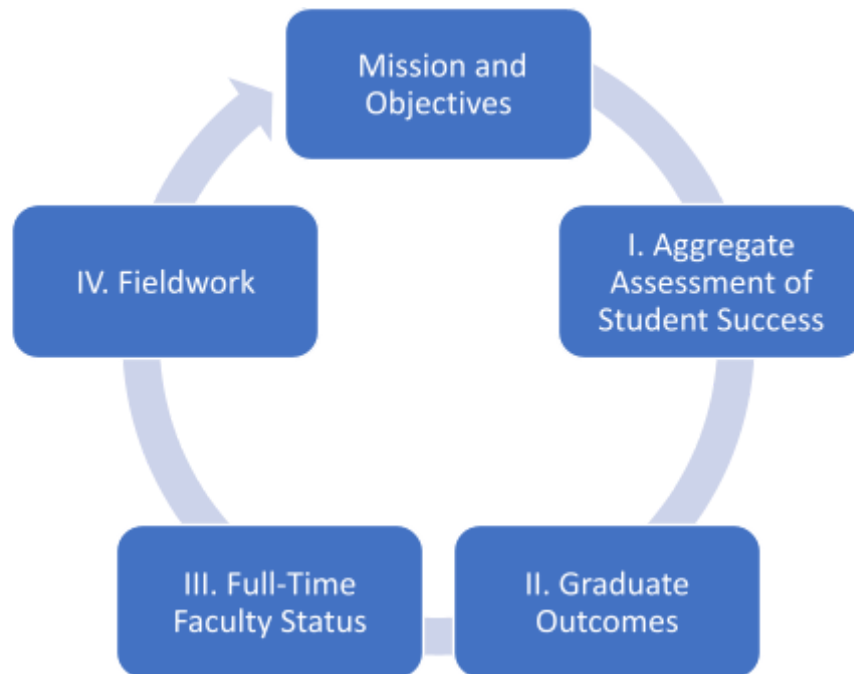 Mission and
Objectives
I. Aggregate
Assessment of
Student Success
II. Graduate
Outcomes
III. Full-Time
Faculty Status
IV. Fieldwork